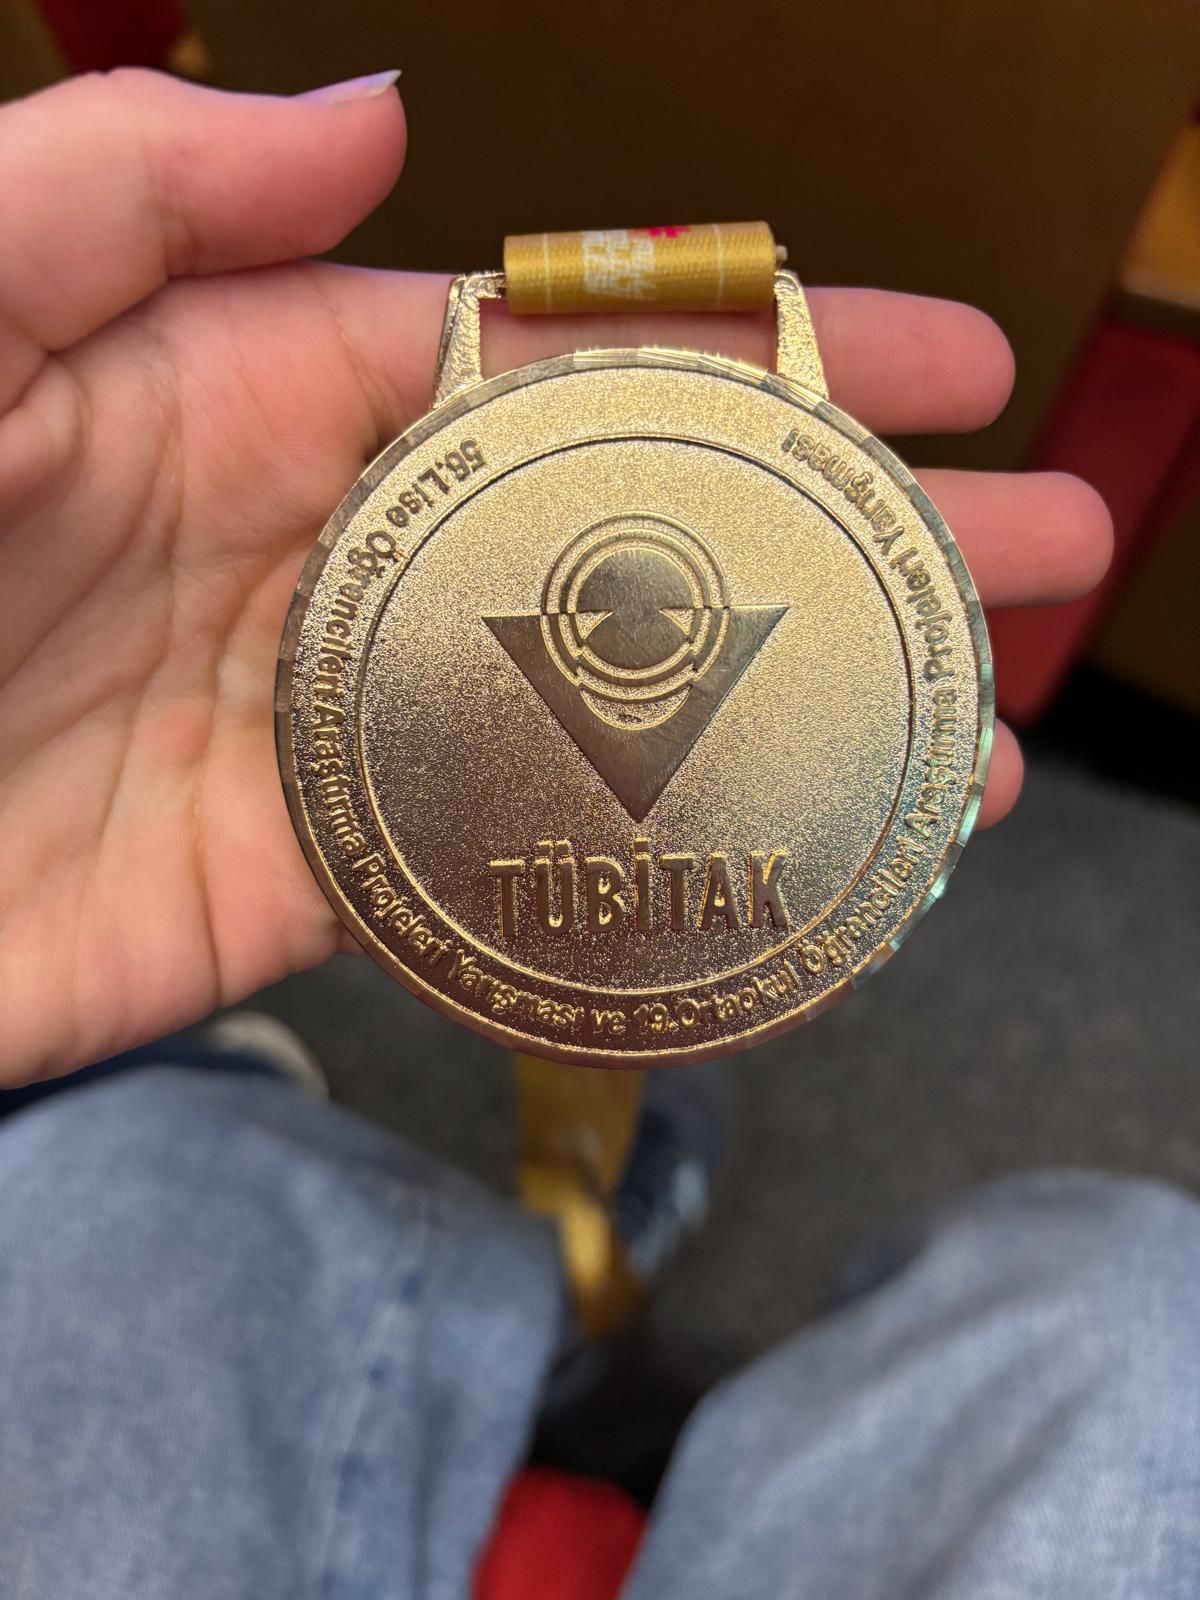 56.Lise Öğrencileri Araştırma Projeleri Yarışması ve 19.Ortaokul Öğrencileri Araştırma Projeleri Yarışması
TÜBİTAK